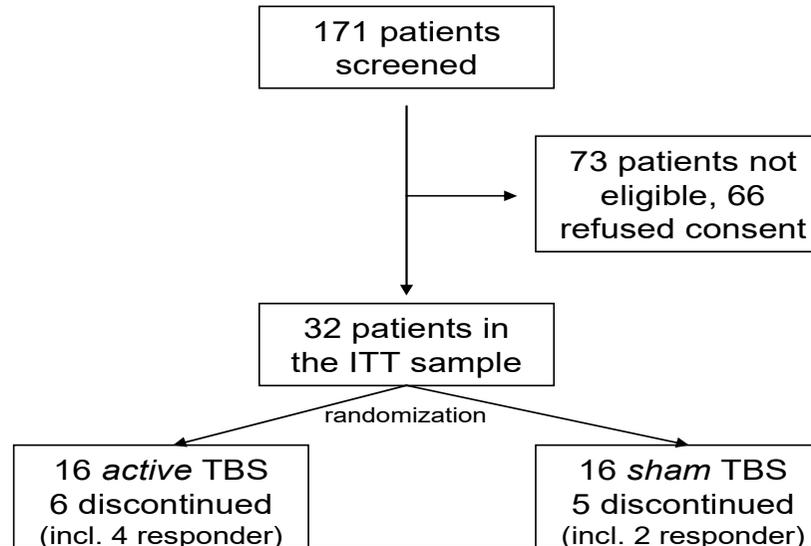 171 patients
screened
73 patients not
eligible, 66
refused consent
32 patients in
the ITT sample
randomization
16 active TBS
6 discontinued
(incl. 4 responder)
16 sham TBS
5 discontinued
(incl. 2 responder)